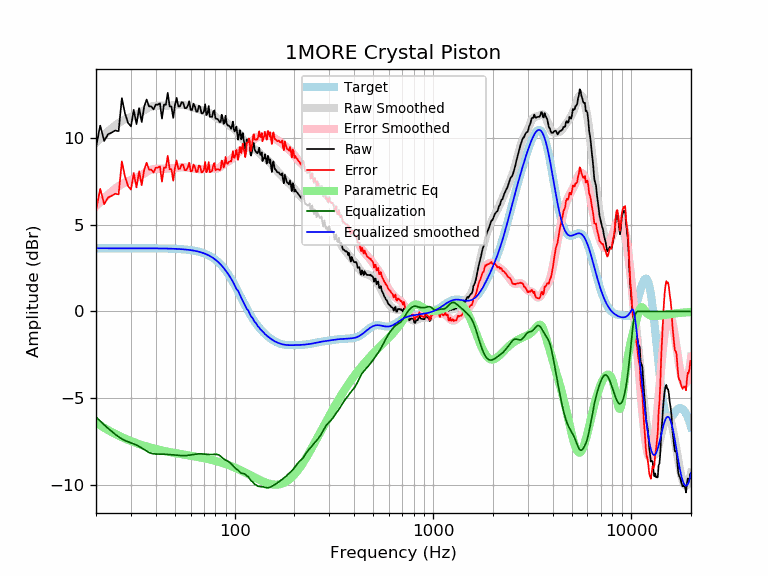 1MORE Crystal Piston
Target
Raw Smoothed
Error Smoothed
Raw
Error
Parametric Eq
Equalization
Equalized smoothed
10
5
0
−5
−10
Amplitude (dBr)
100
1000
10000
Frequency (Hz)